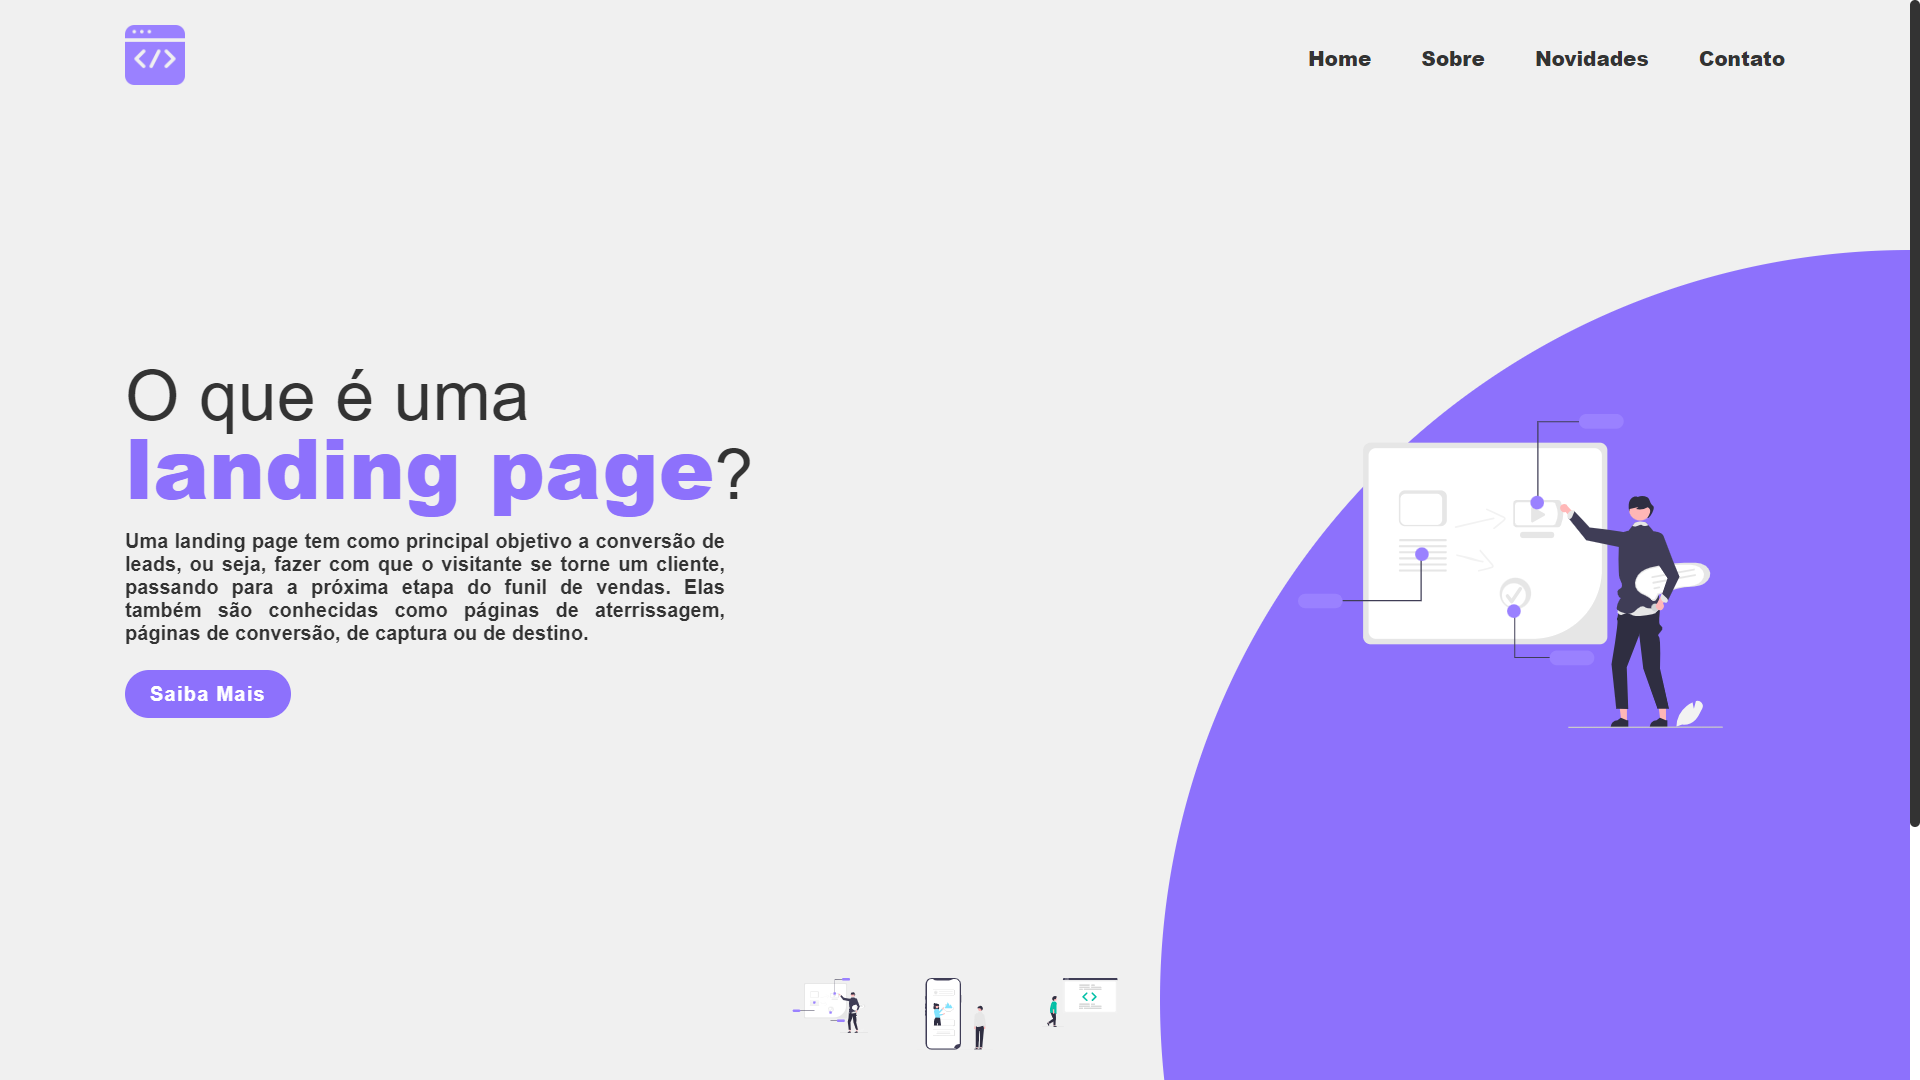 Home Sobre Novidades Contato
O que é uma
landing page?
Uma landing page tem como principal objetivo a conversão de
leads, ou seja, fazer com que o visitante se torne um cliente,
passando para a próxima etapa do funil de vendas. Elas
também são conhecidas como páginas de aterrissagem,
páginas de conversão, de captura ou de destino.
Saiba Mais